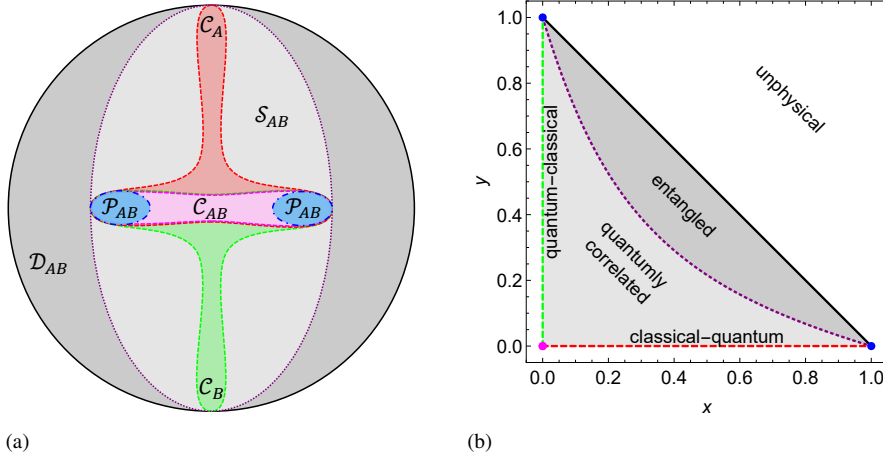 𝒞_A
𝒮_AB
𝒫_AB
𝒞_AB
𝒫_AB
𝒟_AB
𝒞_B
(a)
1.0
0.8
0.6
0.4
0.2
0.0
y
unphysical
quantum-classical
entangled
quantumly
correlated
classical-quantum
0.0 0.2 0.4 0.6 0.8 1.0
x
(b)